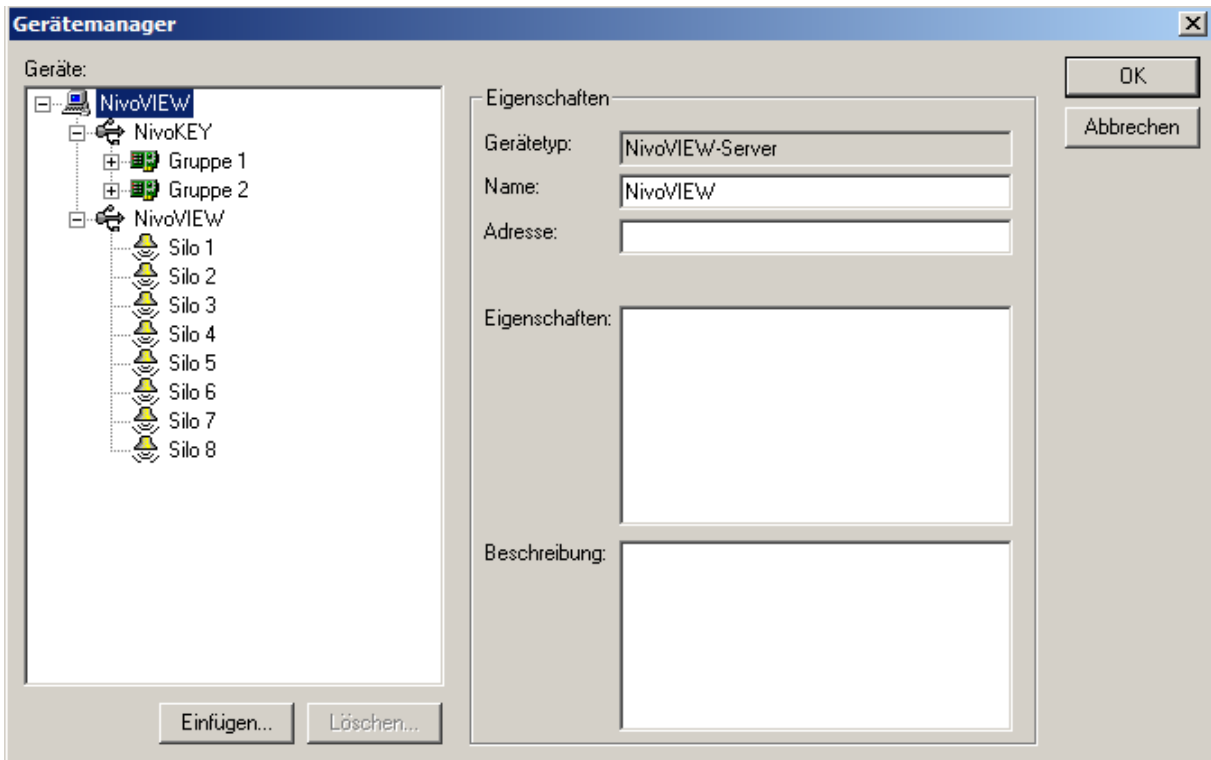 Gerätemanager
Geräte:
NivoVIEW
NivoKEY
Gruppe 1
Gruppe 2
NivoVIEW
Silo 1
Silo 2
Silo 3
Silo 4
Silo 5
Silo 6
Silo 7
Silo 8
Einfügen...
Löschen...
Eigenschaften
Gerätetyp: NivoVIEW-Server
Name: NivoVIEW
Adresse:
Eigenschaften:
Beschreibung:
OK
Abbrechen